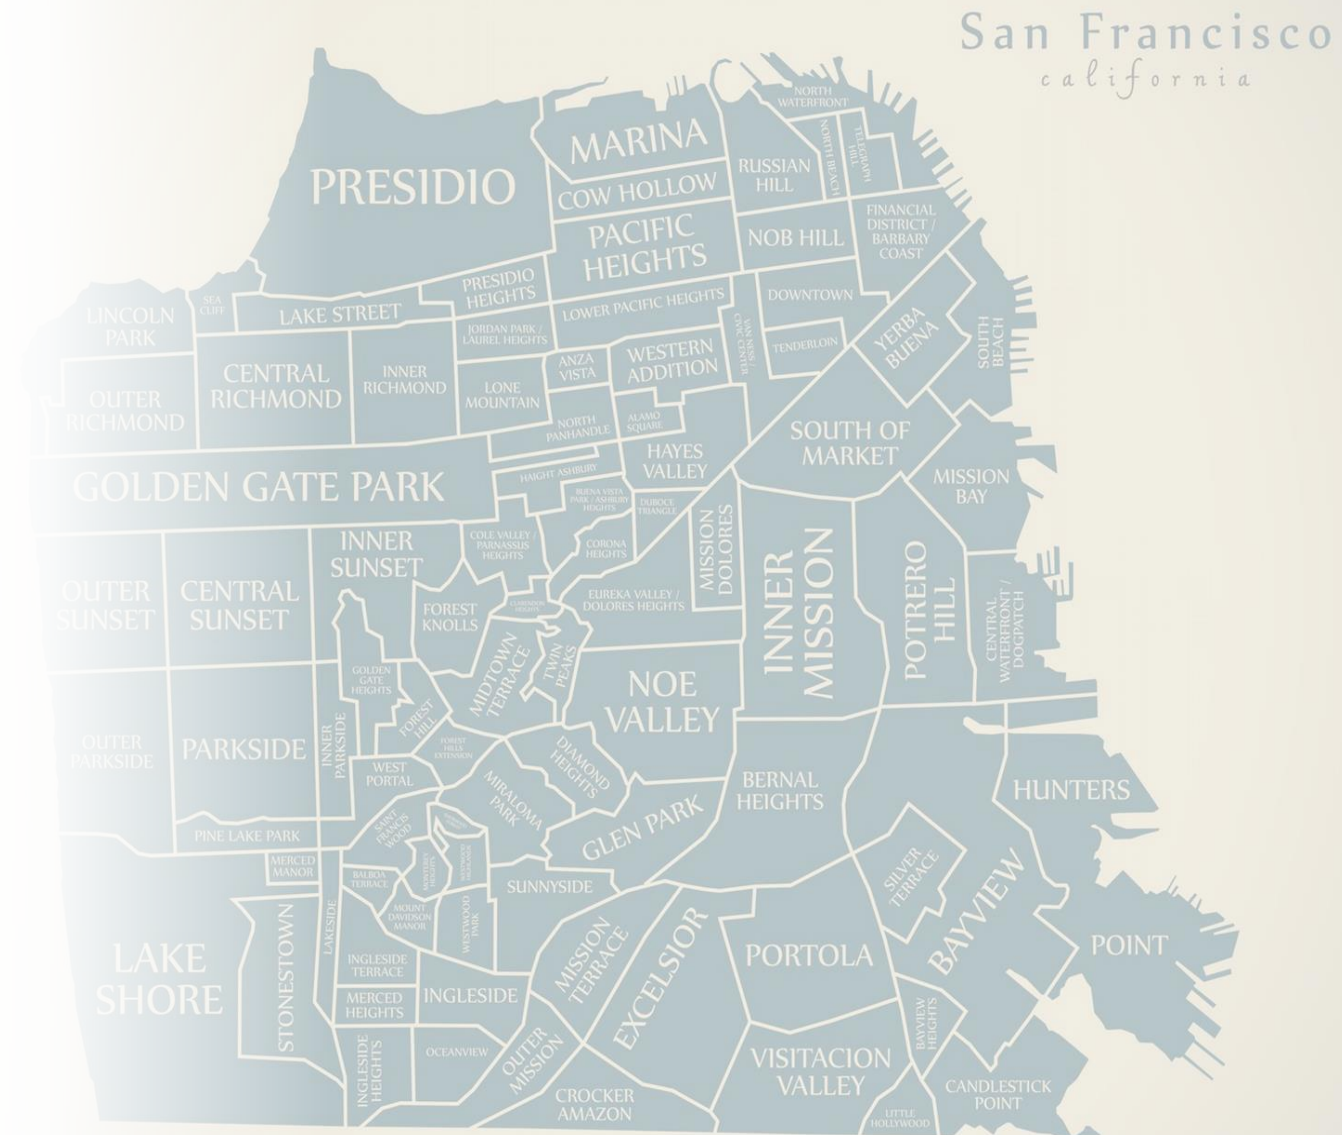 San Francisco
california
NORTH
WATERFRONT
MARINA
PRESIDIO
COW HOLLOW
RUSSIAN
HILL
NORTH BEACH
TELEGRAPH
HILL
PACIFIC
HEIGHTS
NOB HILL
FINANCIAL
DISTRICT /
BARBARY
COAST
LINCOLN
PARK
SEA
CLIFF
LAKE STREET
PRESIDIO
HEIGHTS
LOWER PACIFIC HEIGHTS
DOWNTOWN
VAN NESS /
CIVIC CENTER
TENDERLOIN
YERBA
BUENA
SOUTH
BEACH
JORDAN PARK /
LAUREL HEIGHTS
OUTER
RICHMOND
CENTRAL
RICHMOND
INNER
RICHMOND
LONE
MOUNTAIN
ANZA
VISTA
WESTERN
ADDITION
NORTH
PANHANDLE
ALAMO
SQUARE
HAYES
VALLEY
SOUTH OF
MARKET
MISSION
BAY
GOLDEN GATE PARK
HAIGHT ASHBURY
BUENA VISTA
PARK / ASHBURY
HEIGHTS
DUBOCE
TRIANGLE
MISSION
DOLORES
INNER
SUNSET
COLE VALLEY /
PARNASSUS
HEIGHTS
CORONA
HEIGHTS
OUTER
SUNSET
CENTRAL
SUNSET
FOREST
KNOLLS
CLARENDON
HEIGHTS
EUREKA VALLEY /
DOLORES HEIGHTS
INNER
MISSION
POTRERO
HILL
CENTRAL
WATERFRONT /
DOGPATCH
GOLDEN
GATE
HEIGHTS
MIDTOWN
TERRACE
TWIN
PEAKS
NOE
VALLEY
FOREST
HILL
OUTER
PARKSIDE
PARKSIDE
INNER
PARKSIDE
FOREST
HILLS
EXTENSION
WEST
PORTAL
DIAMOND
HEIGHTS
MIRALOMA
PARK
BERNAL
HEIGHTS
HUNTERS
PINE LAKE PARK
SAINT
FRANCIS
WOOD
GLEN PARK
MERCED
MANOR
BALBOA
TERRACE
MONTEREY
HEIGHTS
WESTWOOD
HIGHLANDS
SUNNYSIDE
SILVER
TERRACE
BAYVIEW
LAKE
SHORE
STONESTOWN
LAKESIDE
MOUNT
DAVIDSON
MANOR
WESTWOOD
PARK
MISSION
TERRACE
EXCELSIOR
PORTOLA
POINT
INGLESIDE
TERRACE
MERCED
HEIGHTS
INGLESIDE
BAYVIEW
HEIGHTS
INGLESIDE
HEIGHTS
OCEANVIEW
OUTER
MISSION
VISITACION
VALLEY
CROCKER
AMAZON
CANDLESTICK
POINT
LITTLE
HOLLYWOOD